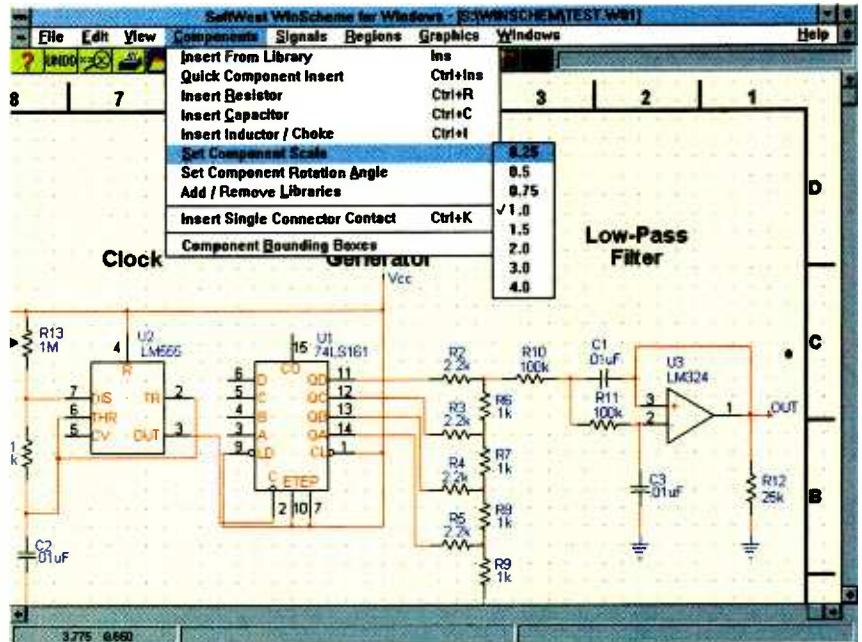 SoftWest WinScheme for Windows - [S:\WINSCHEM\TEST.W01]
File Edit View Components Signals Regions Graphics Windows Help
? UNDO
Insert From Library Ins
Quick Component Insert Ctrl+Ins
Insert Resistor Ctrl+R
Insert Capacitor Ctrl+C
Insert Inductor / Choke Ctrl+I
Set Component Scale
Set Component Rotation Angle
Add / Remove Libraries
Insert Single Connector Contact Ctrl+K
Component Bounding Boxes
0.25
0.5
0.75
✓1.0
1.5
2.0
3.0
4.0
8 7 3 2 1
D
C
B
Clock
Generator
Low-Pass
Filter
Vcc
R13
1M
U2
LM555
4
R
7 DIS TR 2
6 THR
5 CV OUT 3
1
k
C2
.01uF
U1
74LS161
15
CO
6 D QD 11
5 C QC 12
4 B QB 13
3 A QA 14
9 LD CL 1
C ETEP
2 10 7
R2
2.2k
R3
2.2k
R4
2.2k
R5
2.2k
R6
1k
R7
1k
R8
1k
R9
1k
R10
100k
C1
.01uF
R11
100k
U3
LM324
3
2
1
OUT
C3
.01uF
R12
25k
3.775 0.660